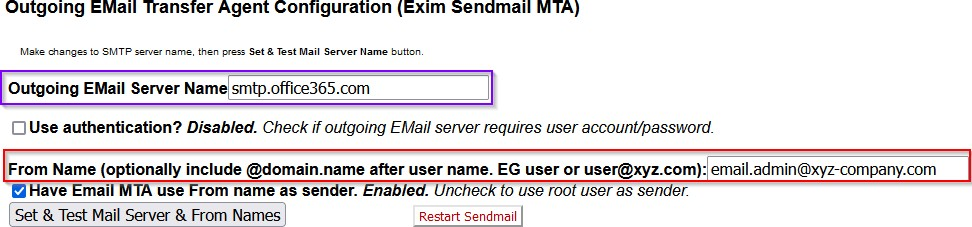 Outgoing EMail Transfer Agent Configuration (Exim Sendmail MTA)
Make changes to SMTP server name, then press Set & Test Mail Server Name button.
Outgoing EMail Server Name smtp.office365.com
Use authentication? Disabled. Check if outgoing EMail server requires user account/password.
From Name (optionally include @domain.name after user name. EG user or user@xyz.com): email.admin@xyz-company.com
Have Email MTA use From name as sender. Enabled. Uncheck to use root user as sender.
Set & Test Mail Server & From Names Restart Sendmail